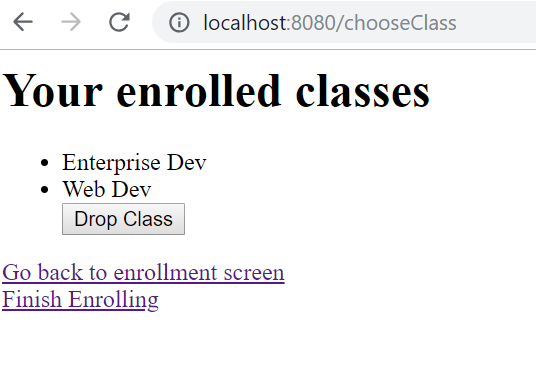 localhost:8080/chooseClass
Your enrolled classes
Enterprise Dev
Web Dev
Drop Class
Go back to enrollment screen
Finish Enrolling